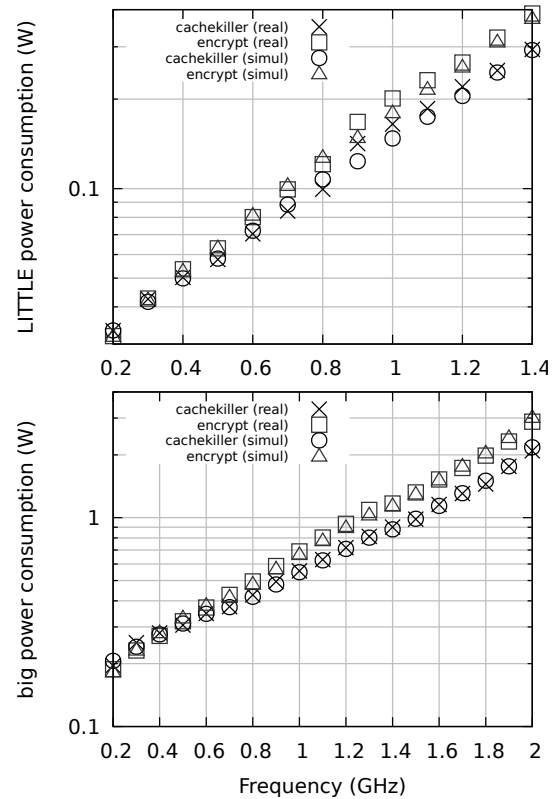 LITTLE power consumption (W)
cachekiller (real)
encrypt (real)
cachekiller (simul)
encrypt (simul)
0.1
0.2 0.4 0.6 0.8 1 1.2 1.4
big power consumption (W)
cachekiller (real)
encrypt (real)
cachekiller (simul)
encrypt (simul)
1
0.1
0.2 0.4 0.6 0.8 1 1.2 1.4 1.6 1.8 2
Frequency (GHz)